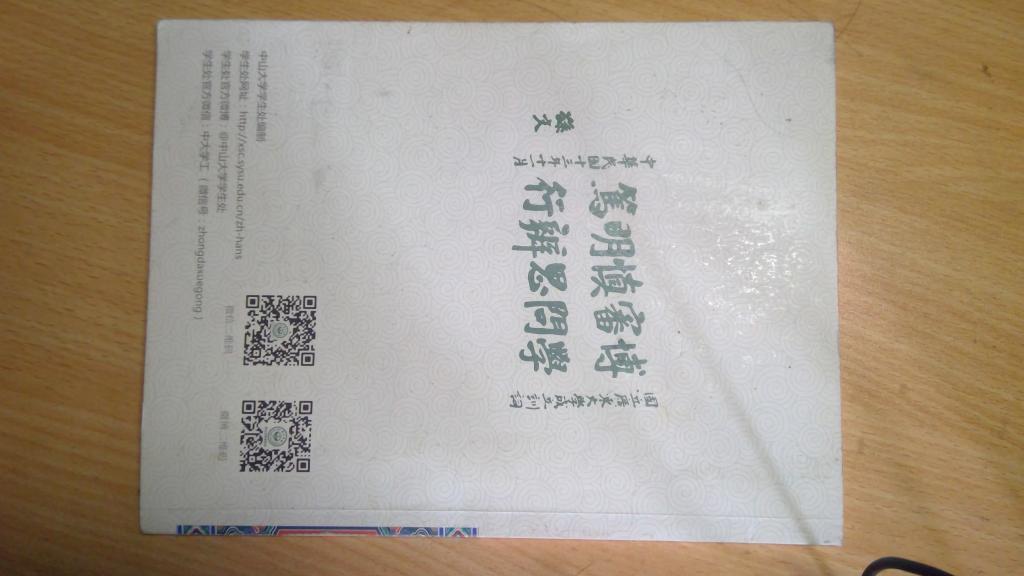 國立廣東大學成立訓詞
博學
審問
慎思
明辨
篤行
中華民國十三年十一月
孫文
中山大学学生处编制
学生处网址：http://xsc.sysu.edu.cn/zh-hans
学生处官方微博：@中山大学学生处
学生处官方微信：中大学工（微信号：zhongdaxuegong）
微信二维码
微博二维码